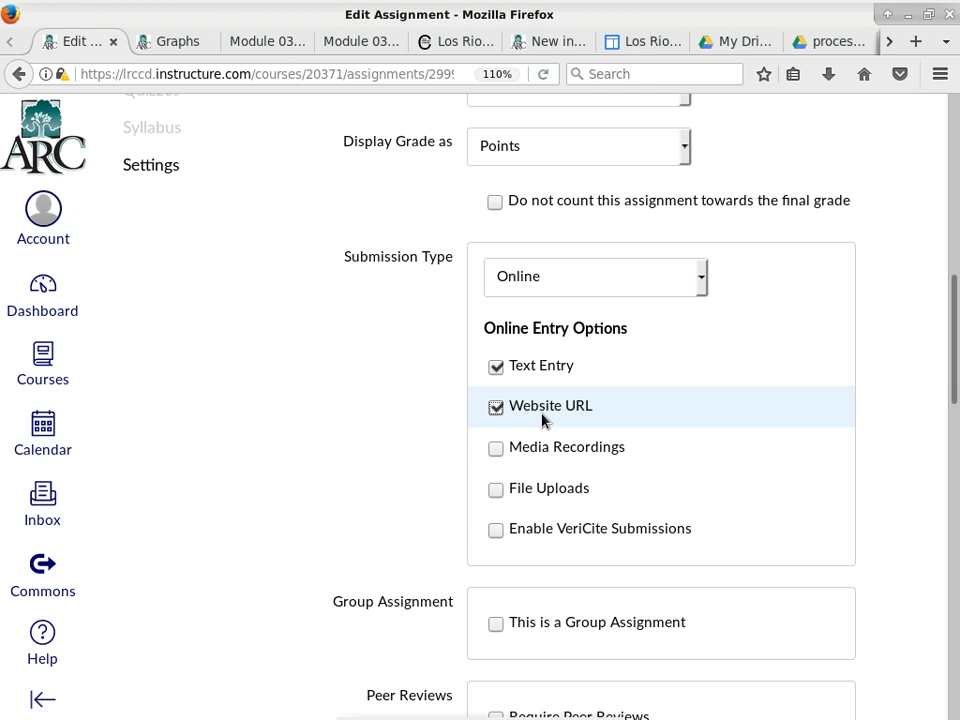 Edit Assignment - Mozilla Firefox
Edit ...
Graphs
Module 03...
Module 03...
Los Rio...
New in...
Los Rio...
My Dri...
proces...
https://lrccd.instructure.com/courses/20371/assignments/299
110%
Search
Quizzes
ARC
Syllabus
Settings
Account
Dashboard
Courses
Calendar
Inbox
Commons
Help
Display Grade as
Points
Do not count this assignment towards the final grade
Submission Type
Online
Online Entry Options
Text Entry
Website URL
Media Recordings
File Uploads
Enable VeriCite Submissions
Group Assignment
This is a Group Assignment
Peer Reviews
Require Peer Reviews